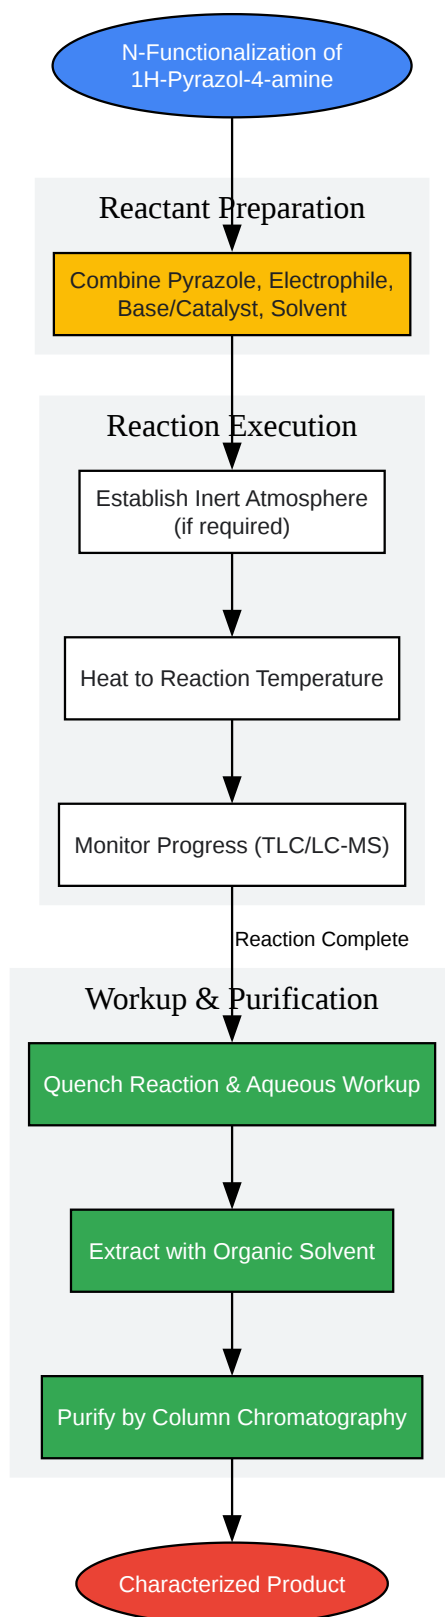 N-Functionalization of
1H-Pyrazol-4-amine
Reactant Preparation
Combine Pyrazole, Electrophile,
Base/Catalyst, Solvent
Reaction Execution
Establish Inert Atmosphere
(if required)
Heat to Reaction Temperature
Monitor Progress (TLC/LC-MS)
Reaction Complete
Workup & Purification
Quench Reaction & Aqueous Workup
Extract with Organic Solvent
Purify by Column Chromatography
Characterized Product